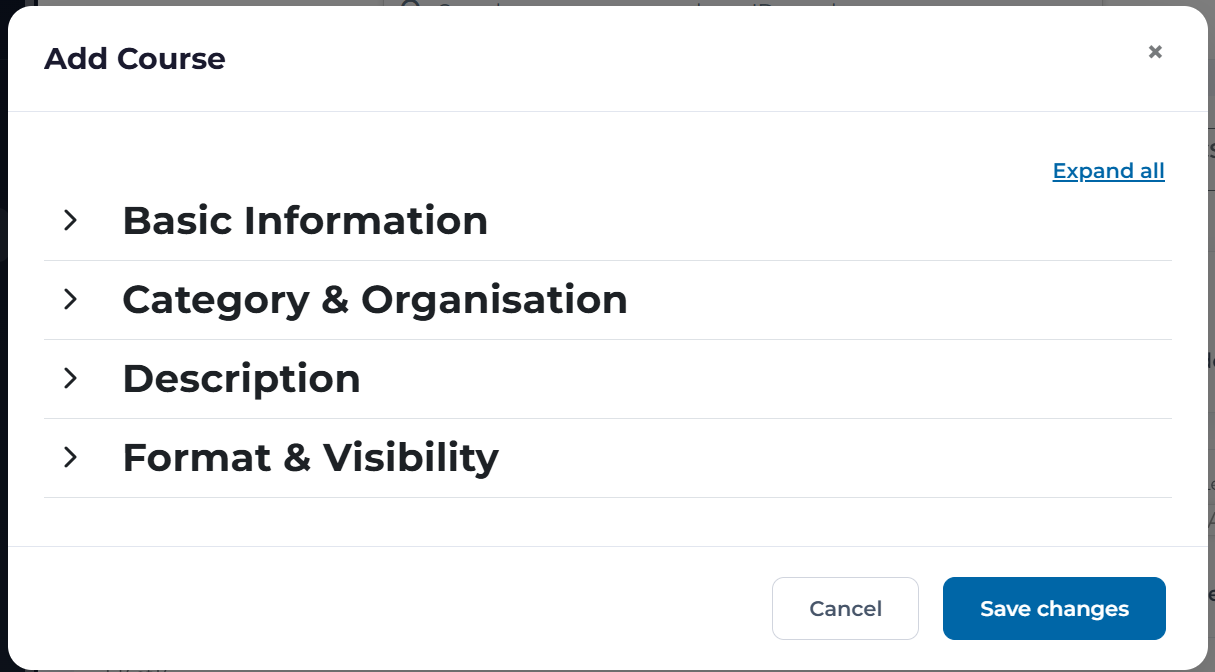 Add Course
×
Expand all
Basic Information
Category & Organisation
Description
Format & Visibility
Cancel
Save changes